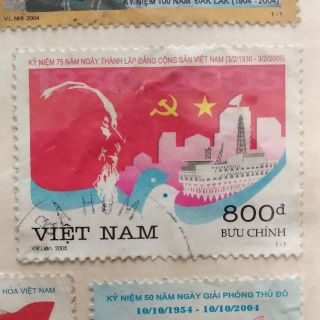 KỶ NIỆM 100 NĂM ĐẮK LẮK (1904 - 2004)
V.L.NHI - 2004
1 - 1
KỶ NIỆM 75 NĂM NGÀY THÀNH LẬP ĐẢNG CỘNG SẢN VIỆT NAM (3/2/1930 - 3/2/2005)
800đ
VIỆT NAM
BƯU CHÍNH
V.K.Liên - 2005
1 - 1
HÓA VIỆT NAM
KỶ NIỆM 50 NĂM NGÀY GIẢI PHÓNG THỦ ĐÔ
10/10/1954 - 10/10/2004